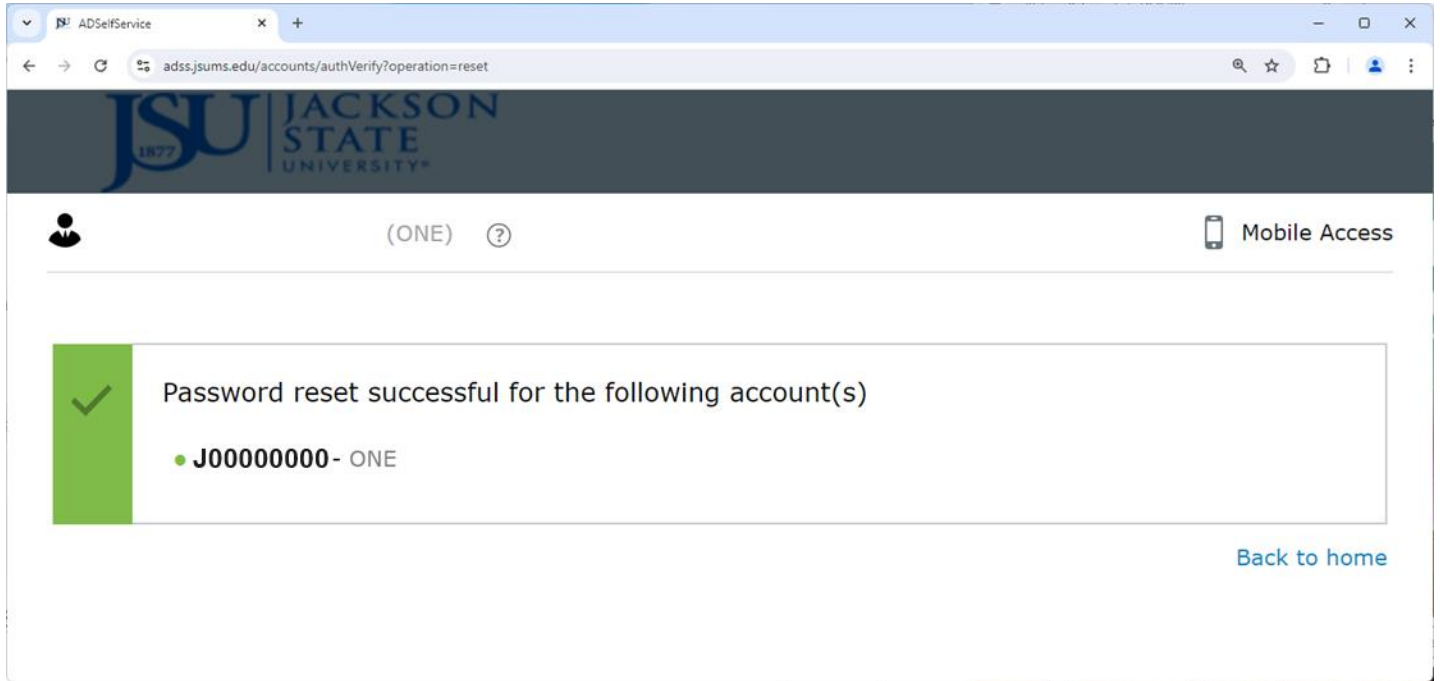 ADSelfService
adss.jsums.edu/accounts/authVerify?operation=reset
JSU
1877
JACKSON
STATE
UNIVERSITY®
(ONE) ?
Mobile Access
Password reset successful for the following account(s)
• J00000000 - ONE
Back to home